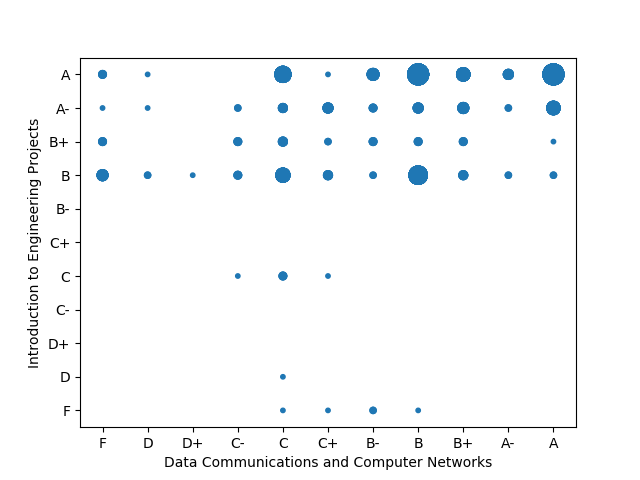 Introduction to Engineering Projects
A
A-
B+
B
B-
C+
C
C-
D+
D
F
F D D+ C- C C+ B- B B+ A- A
Data Communications and Computer Networks